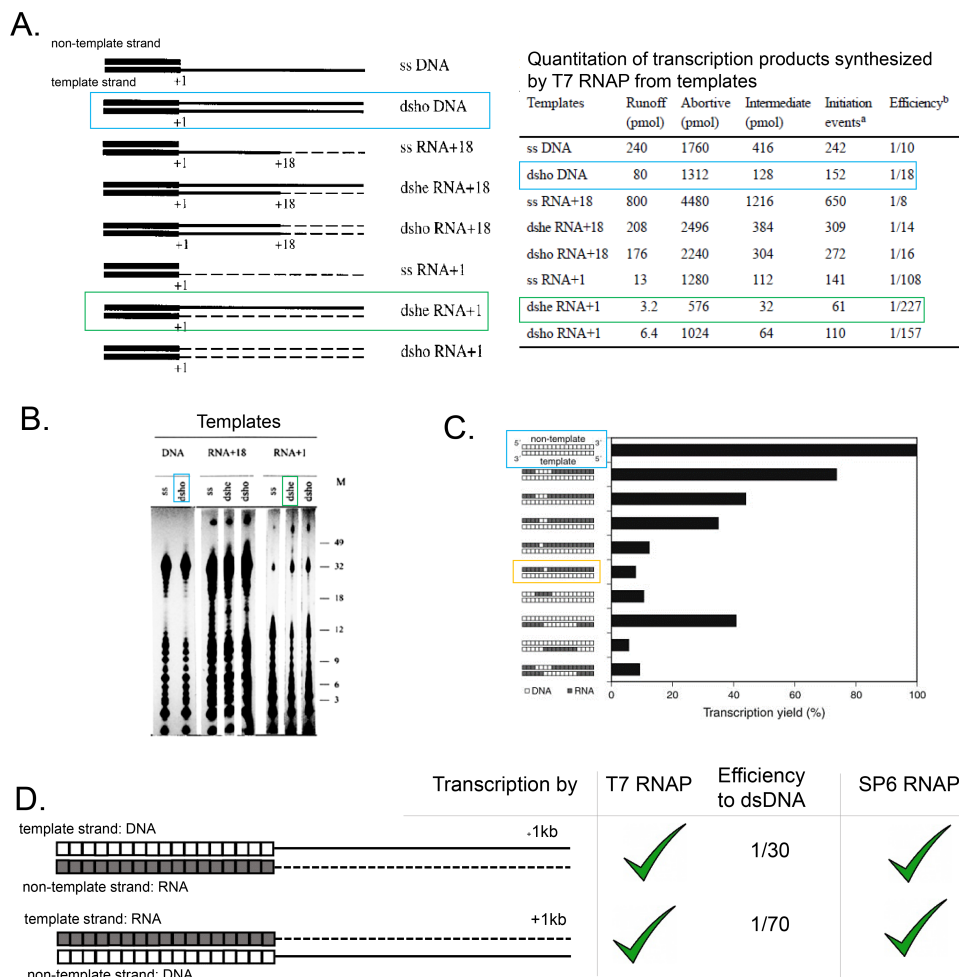 A.
non-template strand
ss DNA
+1
template strand
dsho DNA
+1
ss RNA+18
+1 +18
dshe RNA+18
+1 +18
dsho RNA+18
+1 +18
ss RNA+1
+1
dshe RNA+1
+1
dsho RNA+1
+1
Quantitation of transcription products synthesized
by T7 RNAP from templates
Templates Runoff Abortive Intermediate Initiation Efficiencyb
(pmol) (pmol) (pmol) eventsa
ss DNA 240 1760 416 242 1/10
dsho DNA 80 1312 128 152 1/18
ss RNA+18 800 4480 1216 650 1/8
dshe RNA+18 208 2496 384 309 1/14
dsho RNA+18 176 2240 304 272 1/16
ss RNA+1 13 1280 112 141 1/108
dshe RNA+1 3.2 576 32 61 1/227
dsho RNA+1 6.4 1024 64 110 1/157
B.
Templates
DNA RNA+18 RNA+1
ss dsho ss dshe dsho ss dshe dsho M
49
32
18
12
9
6
3
C.
5´ non-template 3´
3´ template 5´
DNA RNA
0 20 40 60 80 100
Transcription yield (%)
D.
Transcription by T7 RNAP Efficiency to dsDNA SP6 RNAP
template strand: DNA
+1kb
1/30
non-template strand: RNA
template strand: RNA
+1kb
1/70
non-template strand: DNA